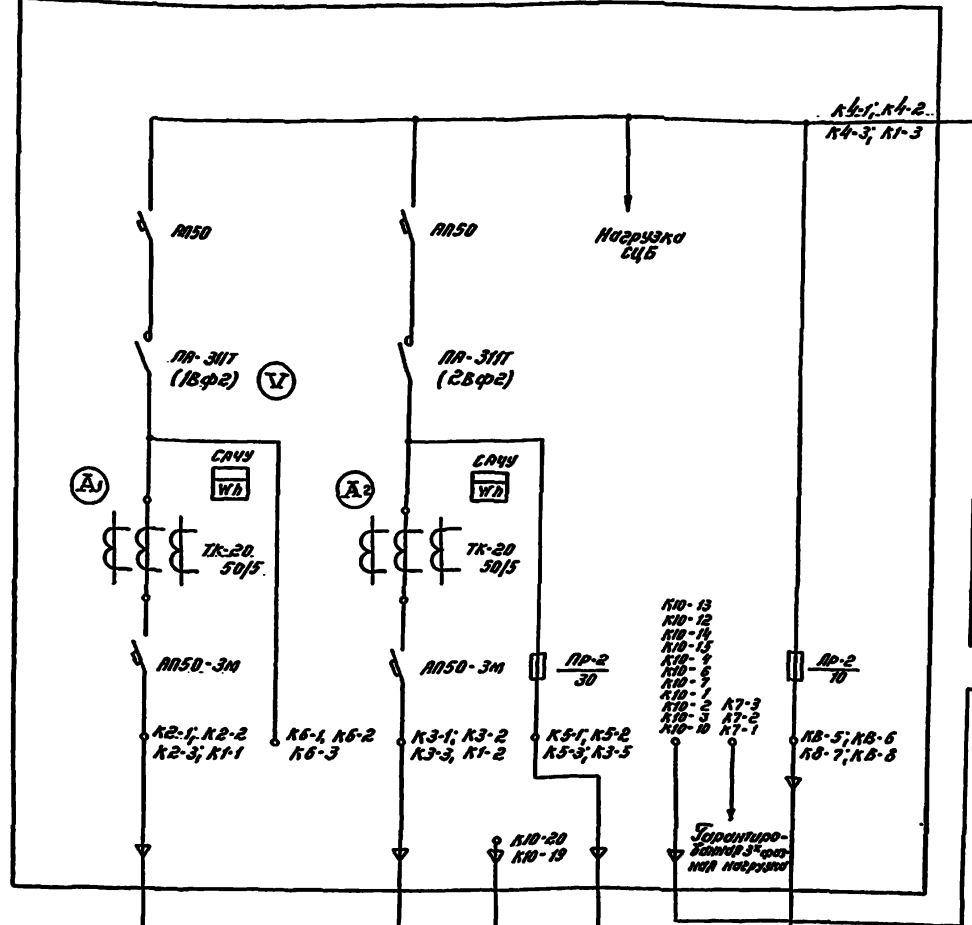 К4-1; К4-2
К4-3; К1-3
АП50
АП50
Нагрузка
СЦБ
ПА-311Т
(1Вф2)
V
ПА-311Т
(2Вф2)
САЧУ
Wh
А1
САЧУ
Wh
А2
ТК-20
50/5
ТК-20
50/5
К10-13
К10-12
К10-14
К10-15
К10-4
К10-6
К10-7
К10-1
К10-2
К10-3
К10-10
К7-3
К7-2
К7-1
АП50-3м
АП50-3м
ПР-2
30
ПР-2
10
К2-1; К2-2
К2-3; К1-1
К6-1, К6-2
К6-3
К3-1; К3-2
К3-3, К1-2
К5-1; К5-2
К5-3; К3-5
К8-5; К8-6
К8-7; К8-8
К10-20
К10-19
Гарантиро-
ванная 3х фаз-
ная нагрузка